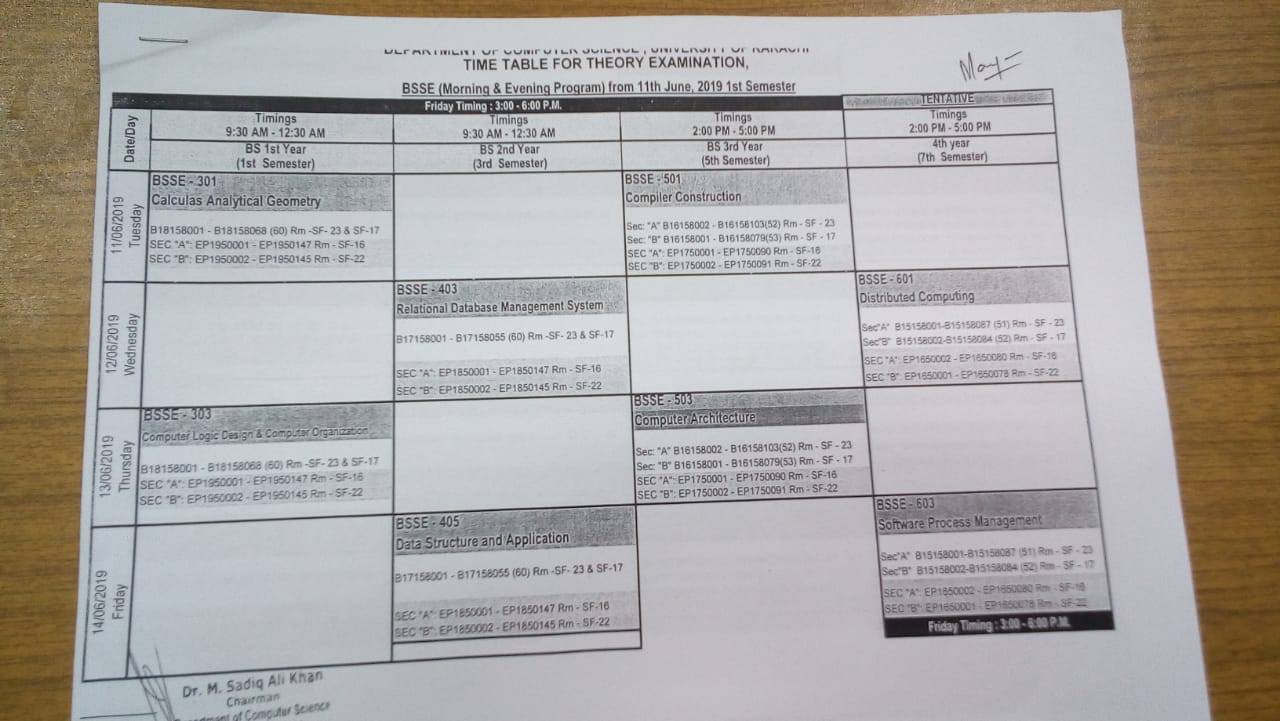 DEPARTMENT OF COMPUTER SCIENCE, UNIVERSITY OF KARACHI
TIME TABLE FOR THEORY EXAMINATION,
BSSE (Morning & Evening Program) from 11th June, 2019 1st Semester
May
Friday Timing : 3:00 - 6:00 P.M.
TENTATIVE
Date/Day
Timings
9:30 AM - 12:30 AM
Timings
9:30 AM - 12:30 AM
Timings
2:00 PM - 5:00 PM
Timings
2:00 PM - 5:00 PM
BS 1st Year
(1st Semester)
BS 2nd Year
(3rd Semester)
BS 3rd Year
(5th Semester)
4th year
(7th Semester)
11/06/2019
Tuesday
BSSE - 301
Calculas Analytical Geometry
B18158001 - B18158068 (60) Rm -SF- 23 & SF-17
SEC "A": EP1950001 - EP1950147 Rm - SF-16
SEC "B": EP1950002 - EP1950145 Rm - SF-22
BSSE - 501
Compiler Construction
Sec: "A" B16158002 - B16158103(52) Rm - SF - 23
Sec: "B" B16158001 - B16158079(53) Rm - SF - 17
SEC "A": EP1750001 - EP1750090 Rm - SF-16
SEC "B": EP1750002 - EP1750091 Rm - SF-22
12/06/2019
Wednesday
BSSE - 403
Relational Database Management System
B17158001 - B17158055 (60) Rm -SF- 23 & SF-17
SEC "A": EP1850001 - EP1850147 Rm - SF-16
SEC "B": EP1850002 - EP1850145 Rm - SF-22
BSSE - 601
Distributed Computing
Sec"A" B15158001-B15158087 (51) Rm - SF - 23
Sec"B" B15158002-B15158084 (52) Rm - SF - 17
SEC "A": EP1650002 - EP1650080 Rm - SF-16
SEC "B": EP1650001 - EP1650078 Rm - SF-22
13/06/2019
Thursday
BSSE - 303
Computer Logic Design & Computer Organization
B18158001 - B18158068 (60) Rm -SF- 23 & SF-17
SEC "A": EP1950001 - EP1950147 Rm - SF-16
SEC "B": EP1950002 - EP1950145 Rm - SF-22
BSSE - 503
Computer Architecture
Sec: "A" B16158002 - B16158103(52) Rm - SF - 23
Sec: "B" B16158001 - B16158079(53) Rm - SF - 17
SEC "A": EP1750001 - EP1750090 Rm - SF-16
SEC "B": EP1750002 - EP1750091 Rm - SF-22
14/06/2019
Friday
BSSE - 405
Data Structure and Application
B17158001 - B17158055 (60) Rm -SF- 23 & SF-17
SEC "A": EP1850001 - EP1850147 Rm - SF-16
SEC "B": EP1850002 - EP1850145 Rm - SF-22
BSSE - 603
Software Process Management
Sec"A" B15158001-B15158087 (51) Rm - SF - 23
Sec"B" B15158002-B15158084 (52) Rm - SF - 17
SEC "A": EP1650002 - EP1650080 Rm - SF-16
SEC "B": EP1650001 - EP1650078 Rm - SF-22
Friday Timing : 3:00 - 6:00 P.M.
Dr. M. Sadiq Ali Khan
Chairman
Department of Computer Science